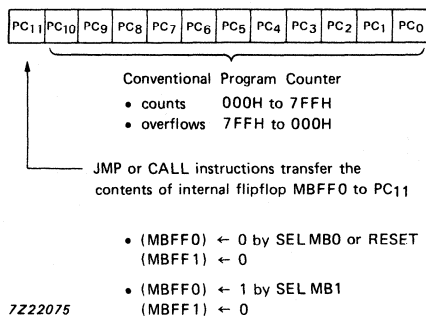 PC11 PC10 PC9 PC8 PC7 PC6 PC5 PC4 PC3 PC2 PC1 PC0
Conventional Program Counter
• counts 000H to 7FFH
• overflows 7FFH to 000H
JMP or CALL instructions transfer the
contents of internal flipflop MBFF0 to PC11
• (MBFF0) ← 0 by SEL MB0 or RESET
(MBFF1) ← 0
• (MBFF0) ← 1 by SEL MB1
(MBFF1) ← 0
7Z22075